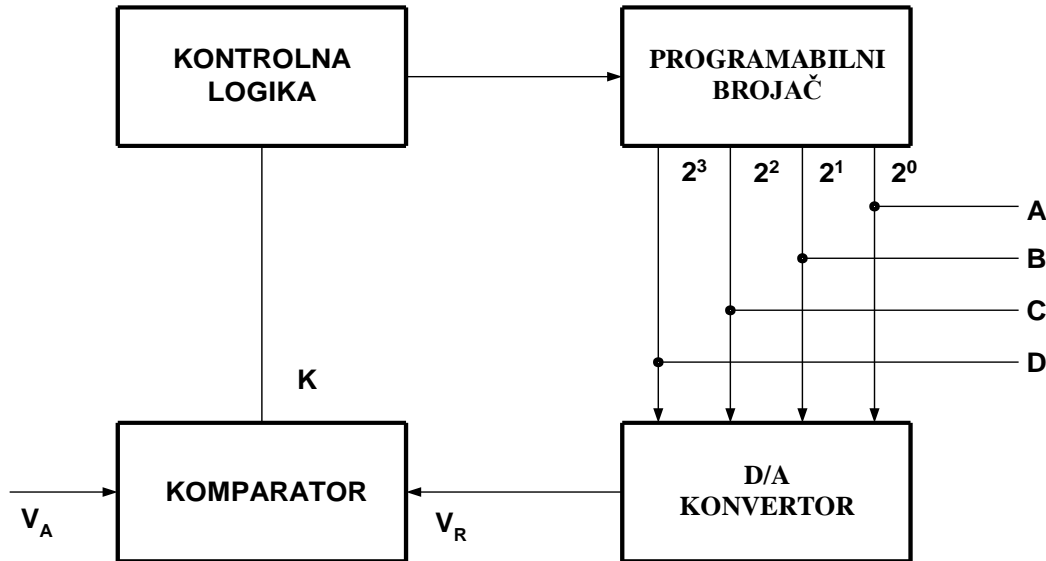 KONTROLNA
LOGIKA
PROGRAMABILNI
BROJAČ
2³ 2² 2¹ 2⁰
A
B
C
D
K
KOMPARATOR
D/A
KONVERTOR
V_A
V_R